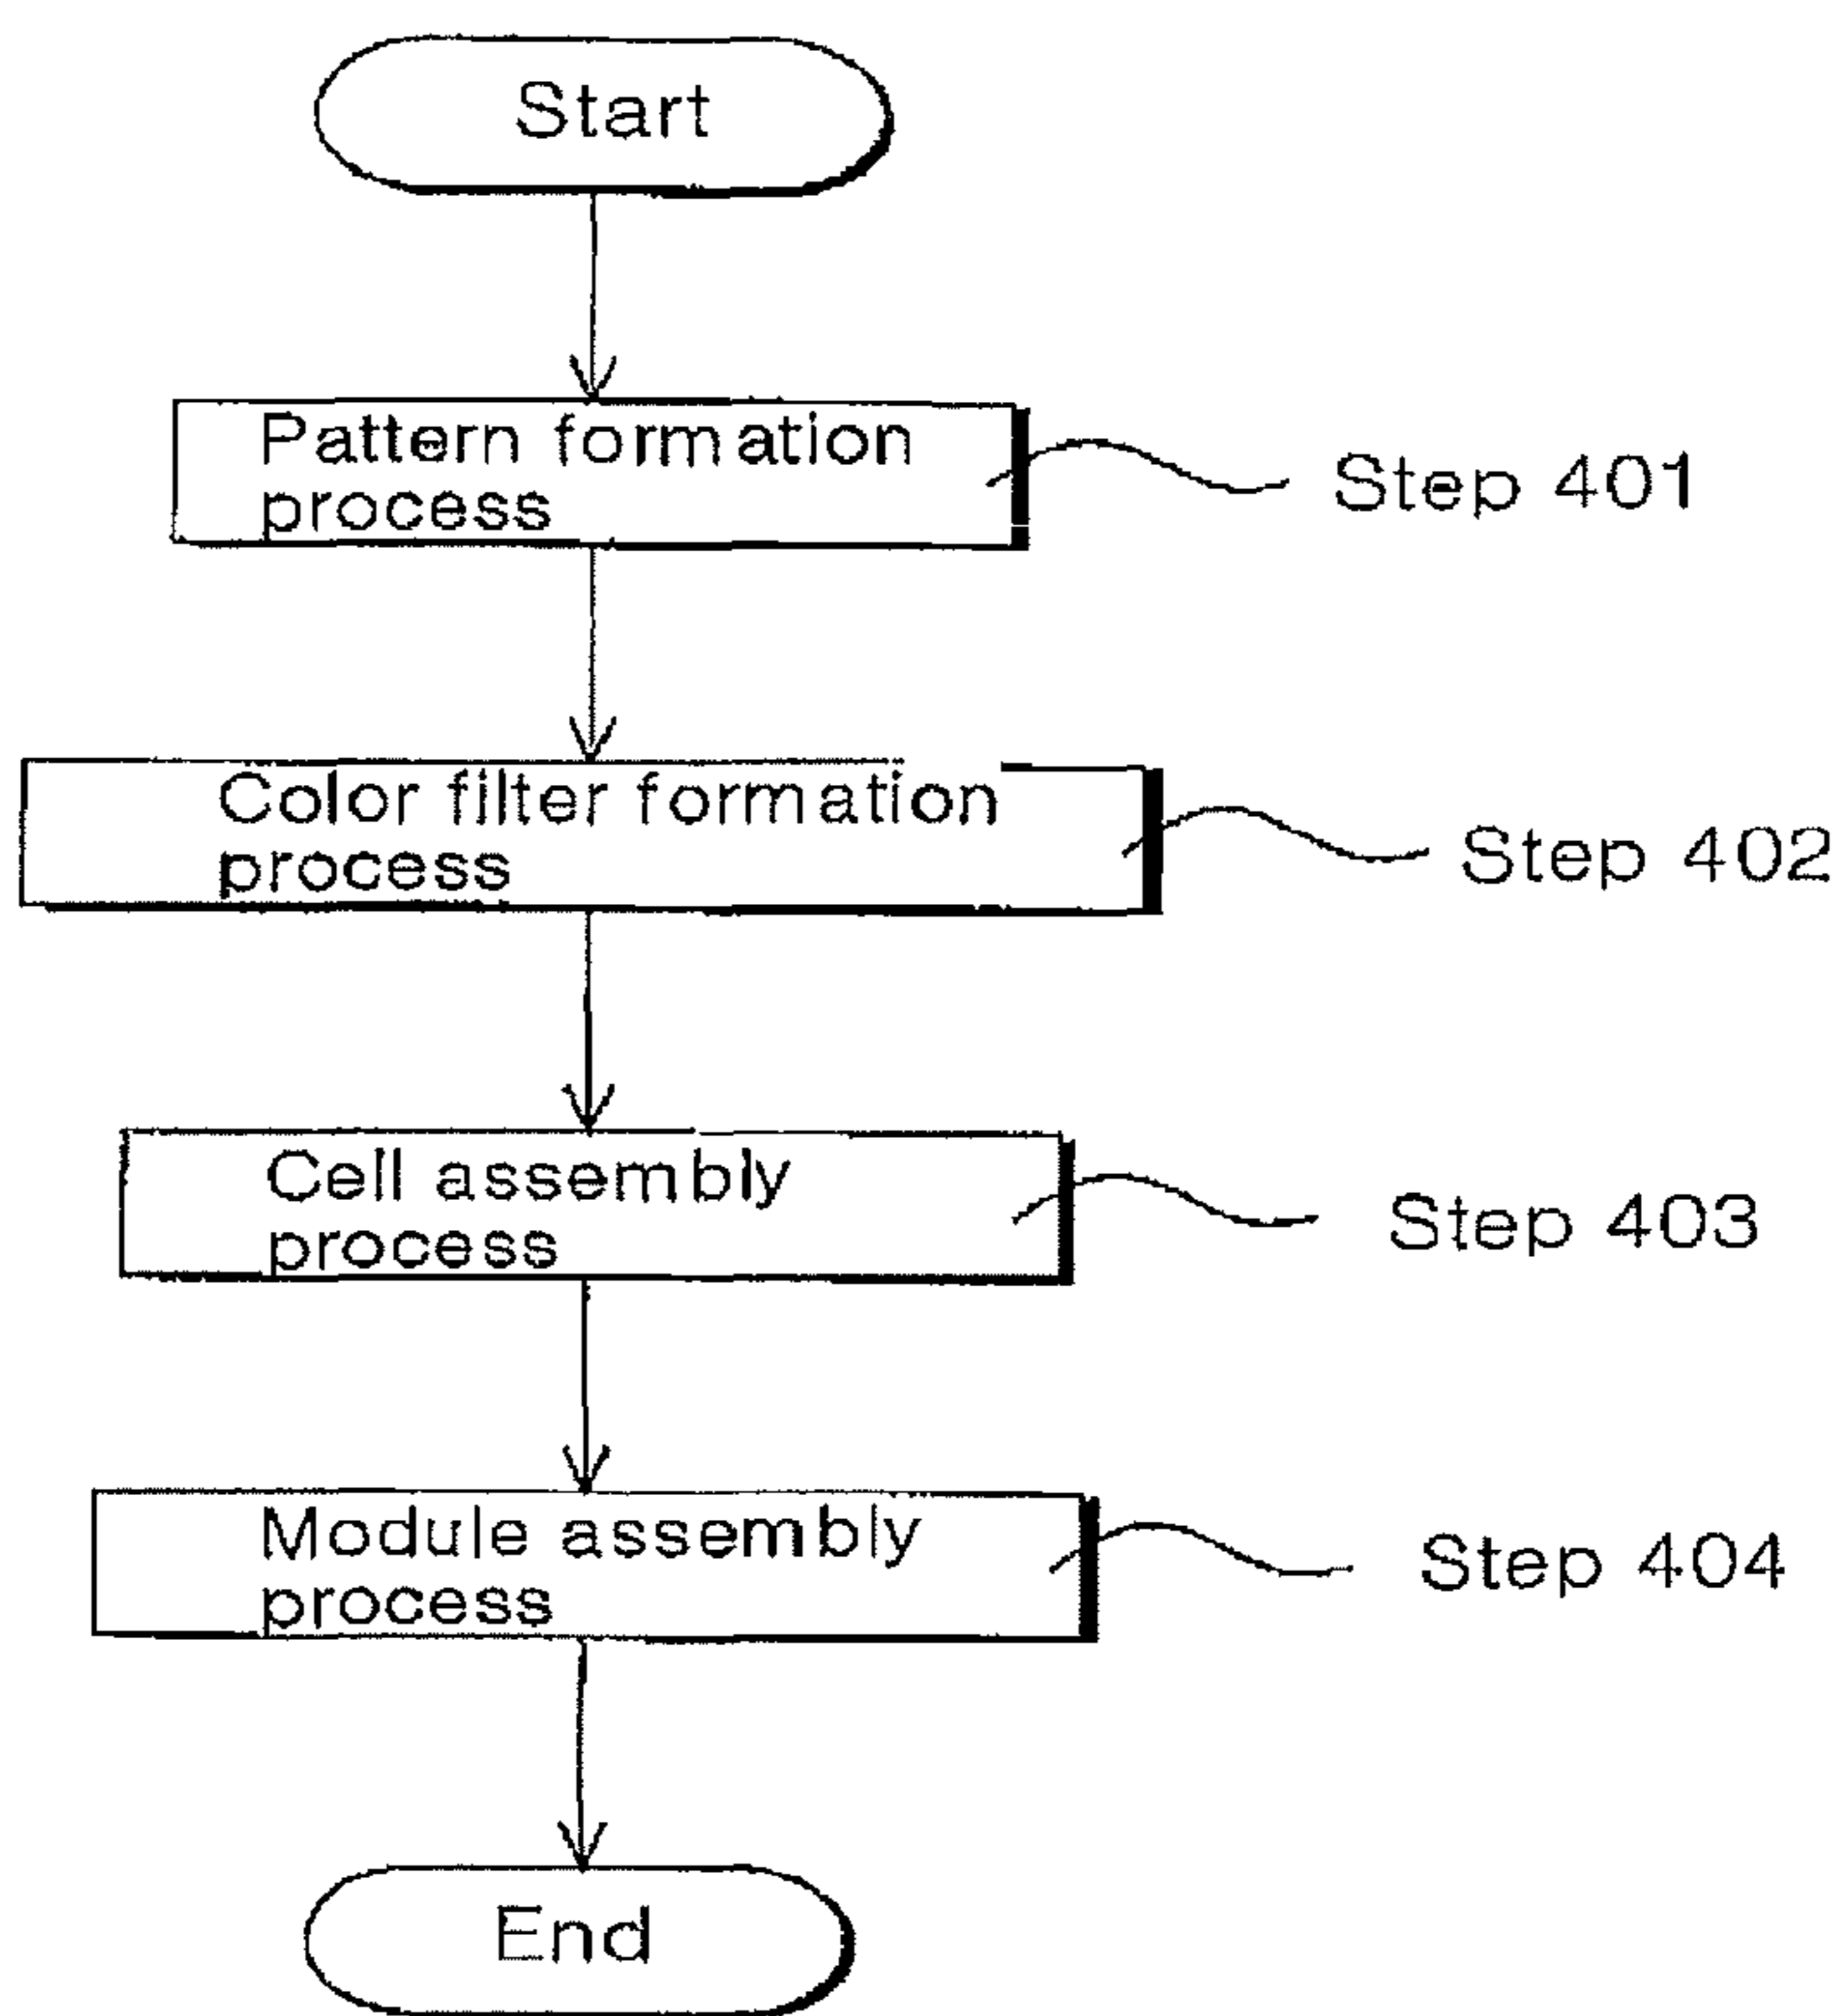 Start
Pattern formation
process
Step 401
Color filter formation
process
Step 402
Cell assembly
process
Step 403
Module assembly
process
Step 404
End